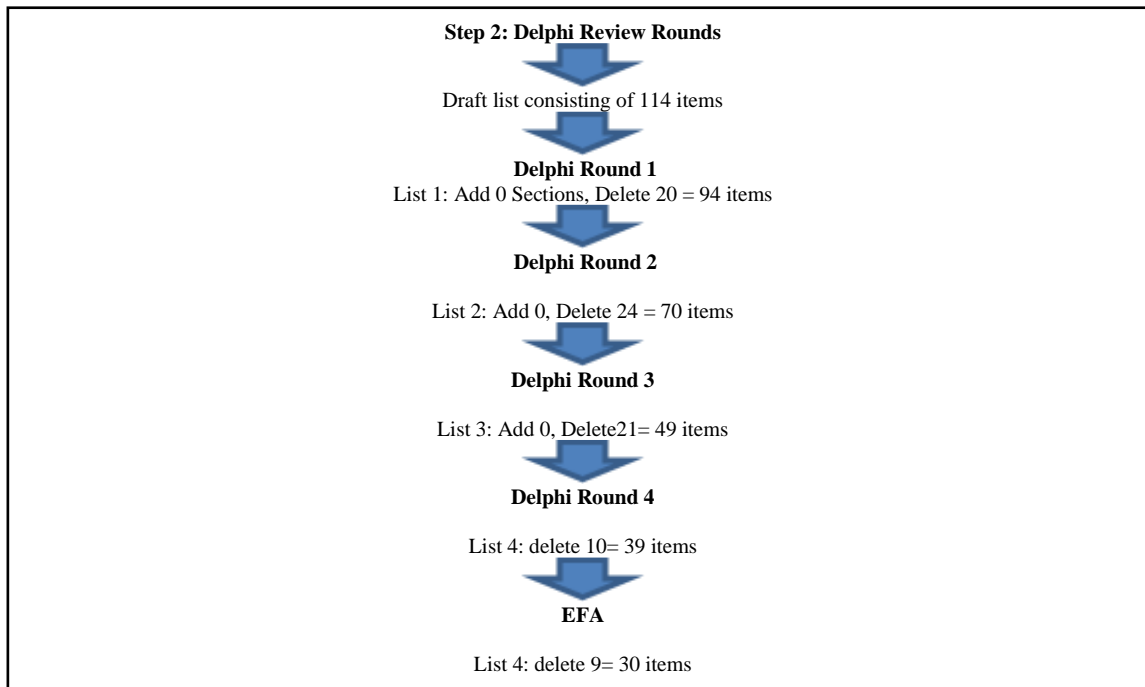 Step 2: Delphi Review Rounds
Draft list consisting of 114 items
Delphi Round 1
List 1: Add 0 Sections, Delete 20 = 94 items
Delphi Round 2
List 2: Add 0, Delete 24 = 70 items
Delphi Round 3
List 3: Add 0, Delete21= 49 items
Delphi Round 4
List 4: delete 10= 39 items
EFA
List 4: delete 9= 30 items